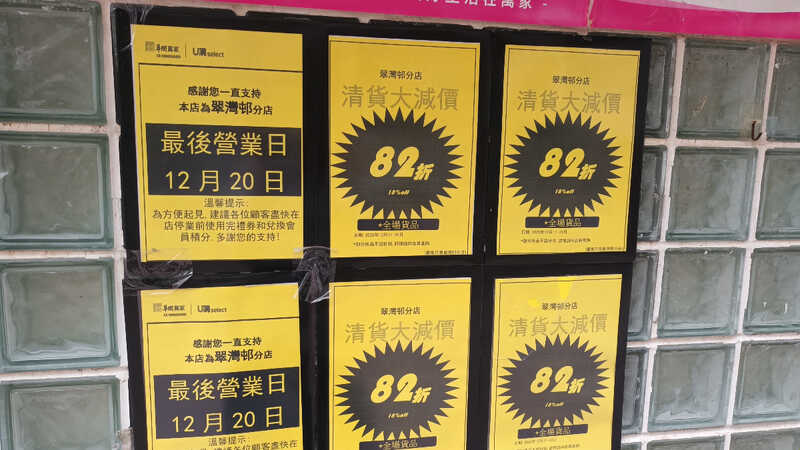 華潤萬家 U購select
感謝您一直支持
本店為翠灣邨分店
最後營業日
12月20日
溫馨提示:
為方便起見,建議各位顧客盡快在
店停業前使用完禮券和兌換會
員積分,多謝您的支持!
翠灣邨分店
清貨大減價
82折
18%off
*全場貨品
翠灣邨分店
清貨大減價
82折
18%off
*全場貨品
華潤萬家 U購select
感謝您一直支持
本店為翠灣邨分店
最後營業日
12月20日
溫馨提示:
翠灣邨分店
清貨大減價
82折
18%off
*全場貨品
翠灣邨分店
清貨大減價
82折
18%off
*全場貨品